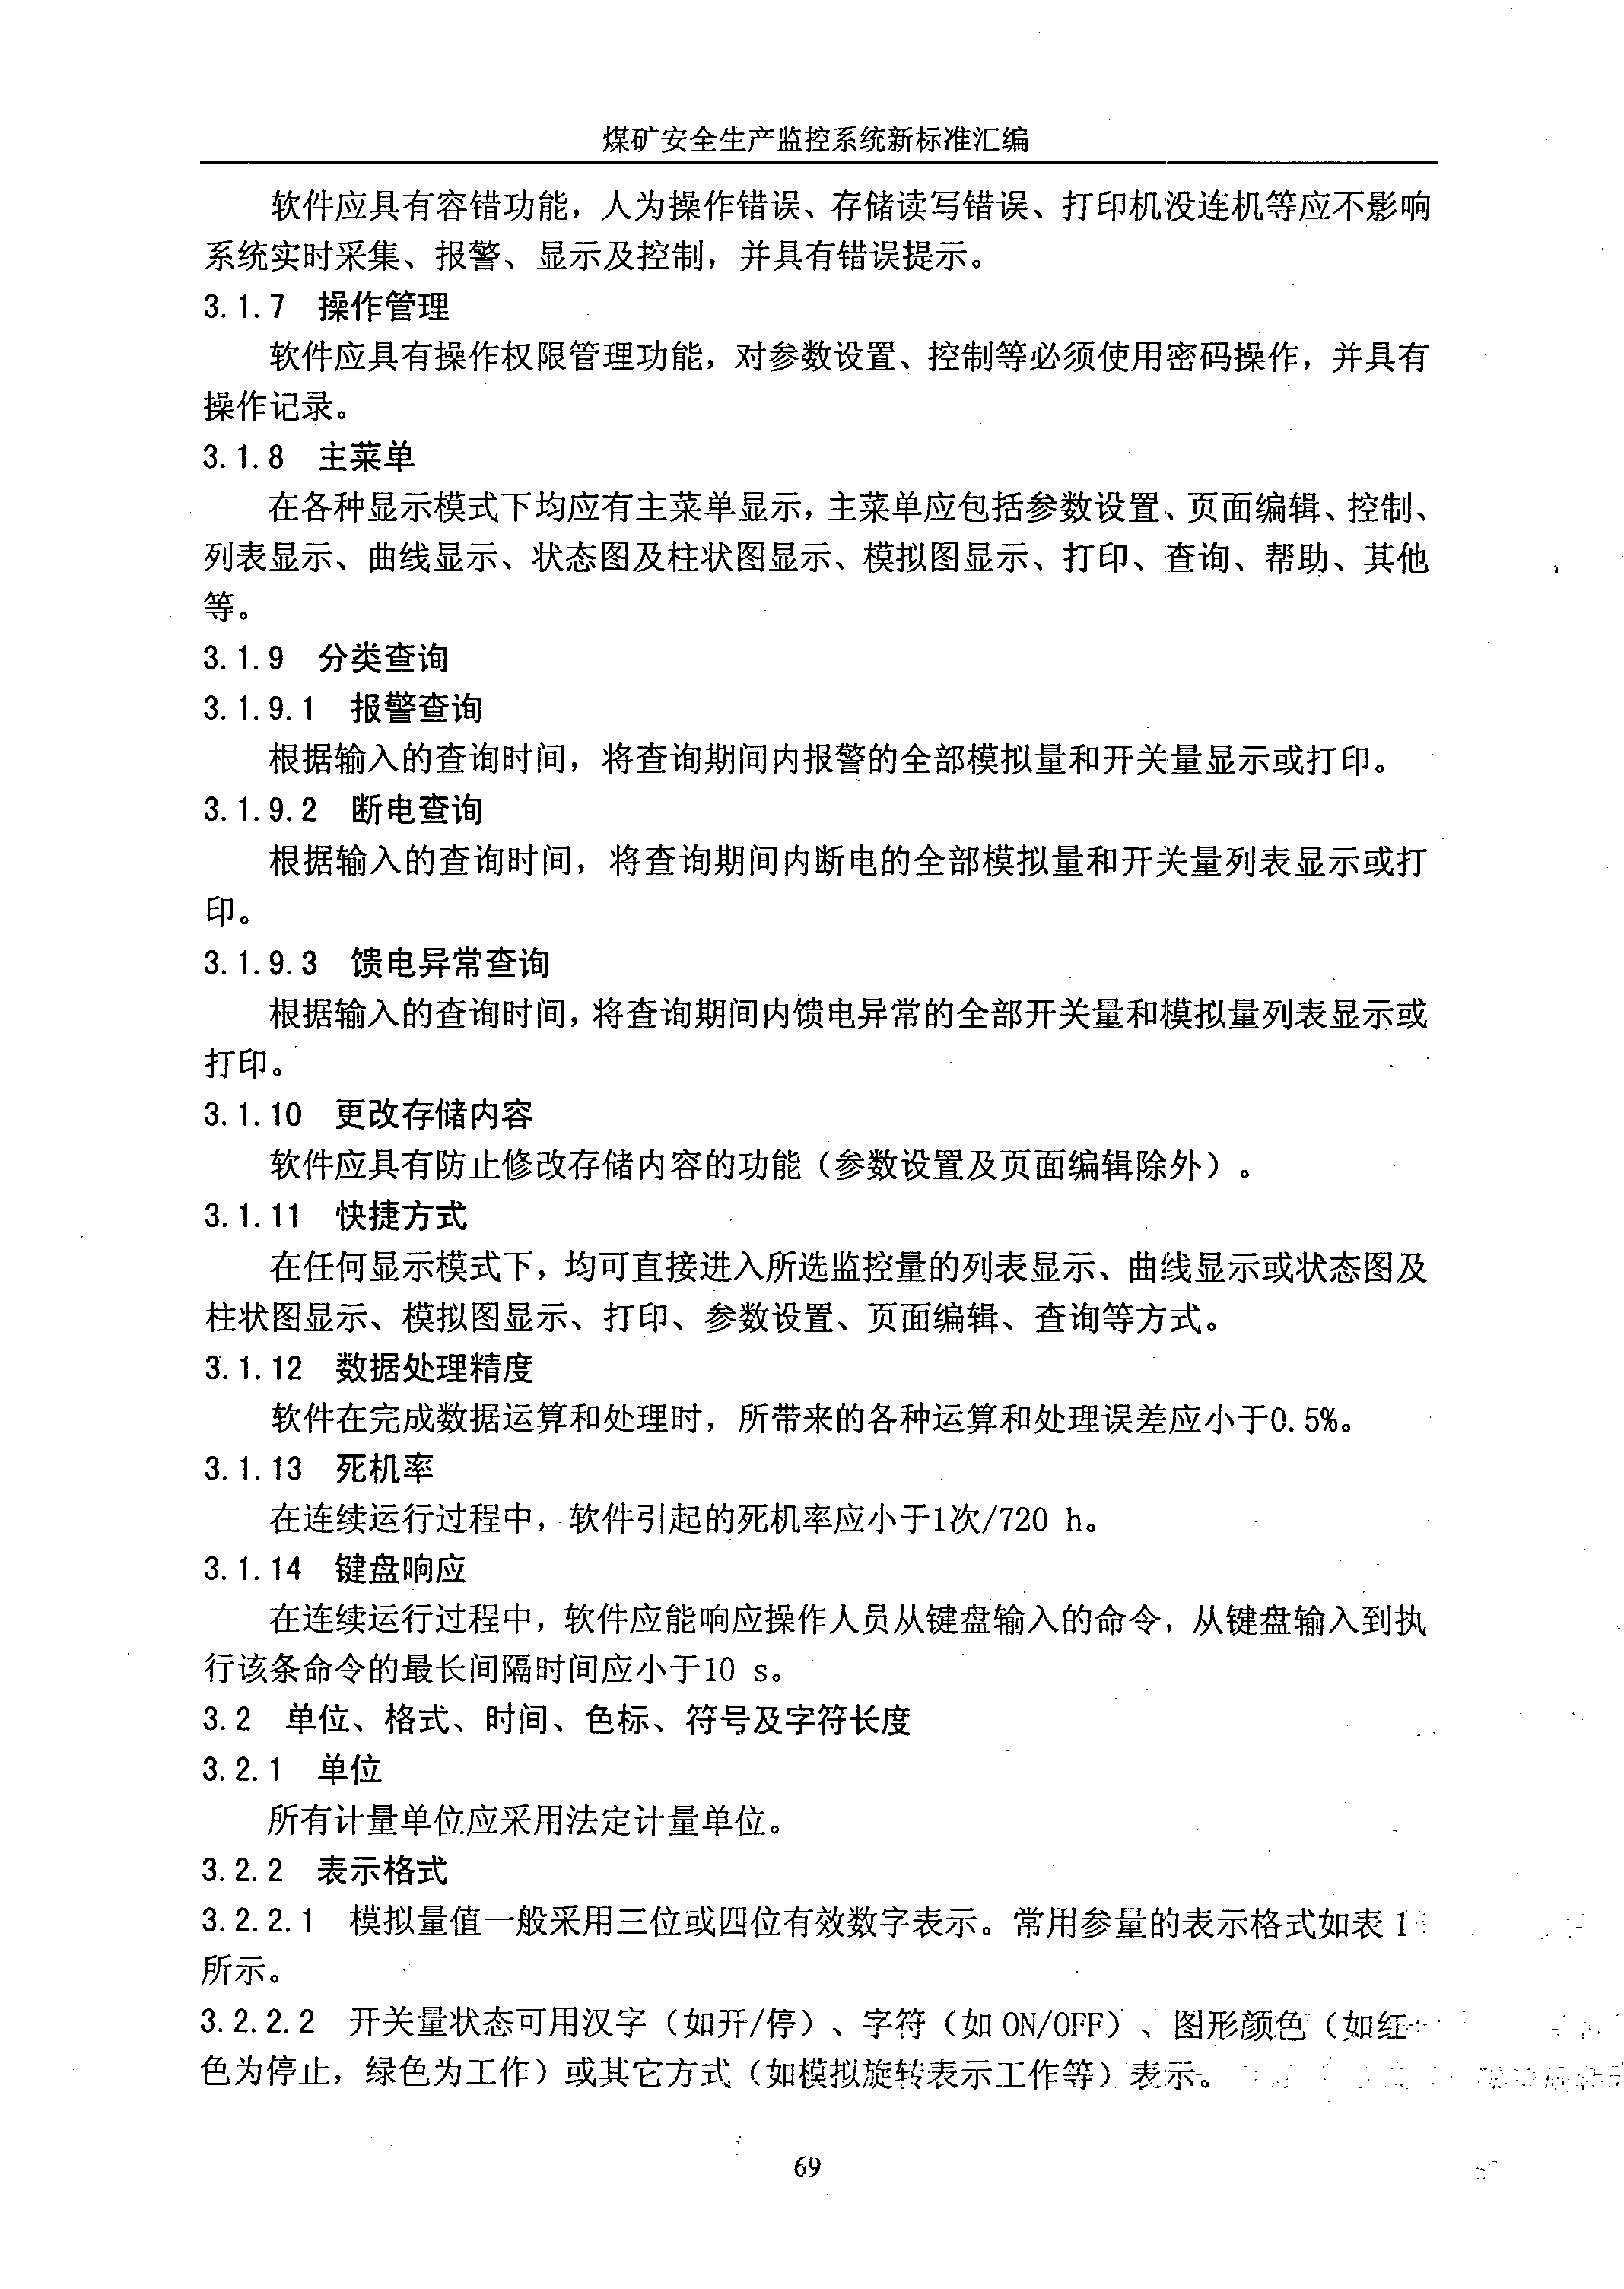 煤矿安全生产监控系统新标准汇编
软件应具有容错功能，人为操作错误、存储读写错误、打印机没连机等应不影响
系统实时采集、报警、显示及控制，并具有错误提示。
3.1.7 操作管理
软件应具有操作权限管理功能，对参数设置、控制等必须使用密码操作，并具有
操作记录。
3.1.8 主菜单
在各种显示模式下均应有主菜单显示，主菜单应包括参数设置、页面编辑、控制、
列表显示、曲线显示、状态图及柱状图显示、模拟图显示、打印、查询、帮助、其他
等。
3.1.9 分类查询
3.1.9.1 报警查询
根据输入的查询时间，将查询期间内报警的全部模拟量和开关量显示或打印。
3.1.9.2 断电查询
根据输入的查询时间，将查询期间内断电的全部模拟量和开关量列表显示或打
印。
3.1.9.3 馈电异常查询
根据输入的查询时间，将查询期间内馈电异常的全部开关量和模拟量列表显示或
打印。
3.1.10 更改存储内容
软件应具有防止修改存储内容的功能（参数设置及页面编辑除外）。
3.1.11 快捷方式
在任何显示模式下，均可直接进入所选监控量的列表显示、曲线显示或状态图及
柱状图显示、模拟图显示、打印、参数设置、页面编辑、查询等方式。
3.1.12 数据处理精度
软件在完成数据运算和处理时，所带来的各种运算和处理误差应小于0.5%。
3.1.13 死机率
在连续运行过程中，软件引起的死机率应小于1次/720 h。
3.1.14 键盘响应
在连续运行过程中，软件应能响应操作人员从键盘输入的命令，从键盘输入到执
行该条命令的最长间隔时间应小于10 s。
3.2 单位、格式、时间、色标、符号及字符长度
3.2.1 单位
所有计量单位应采用法定计量单位。
3.2.2 表示格式
3.2.2.1 模拟量值一般采用三位或四位有效数字表示。常用参量的表示格式如表 1
所示。
3.2.2.2 开关量状态可用汉字（如开/停）、字符（如 ON/OFF）、图形颜色（如红
色为停止，绿色为工作）或其它方式（如模拟旋转表示工作等）表示。
69